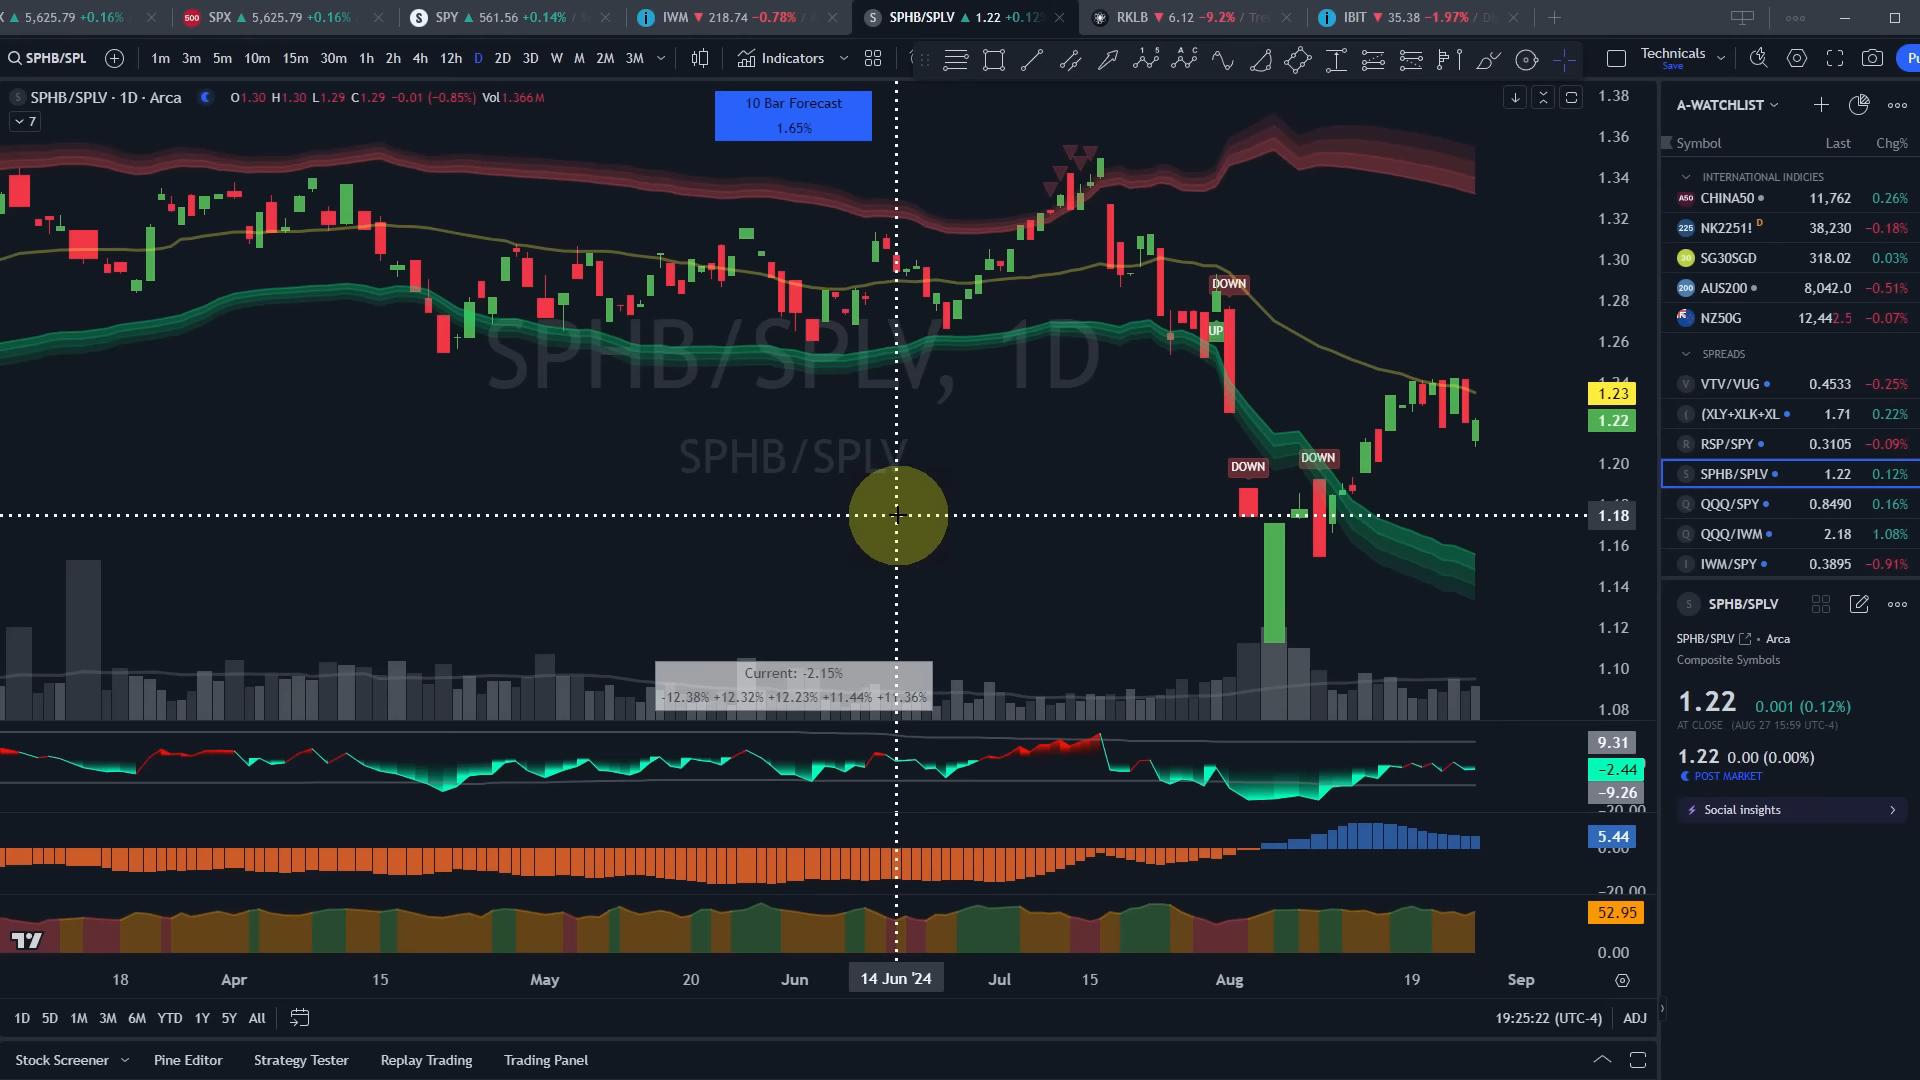 5,625.79 +0.16%
500 SPX 5,625.79 +0.16%
S SPY 561.56 +0.14%
i IWM 218.74 −0.78%
S SPHB/SPLV 1.22 +0.12%
RKLB 6.12 −9.2%
i IBIT 35.38 −1.97%
SPHB/SPL 1m 3m 5m 10m 15m 30m 1h 2h 4h 12h D 2D 3D W M 2M 3M Indicators
Technicals
Save
SPHB/SPLV · 1D · Arca O1.30 H1.30 L1.29 C1.29 −0.01 (−0.85%) Vol1.366M
7
10 Bar Forecast
1.65%
SPHB/SPLV, 1D
SPHB/SPLV
DOWN
UP
DOWN
DOWN
Current: -2.15%
-12.38% +12.32% +12.23% +11.44% +11.36%
1.38
1.36
1.34
1.32
1.30
1.28
1.26
1.23
1.22
1.20
1.18
1.16
1.14
1.12
1.10
1.08
9.31
−2.44
−9.26
−20.00
5.44
0.00
−20.00
52.95
0.00
18 Apr 15 May 20 Jun 14 Jun '24 Jul 15 Aug 19 Sep
1D 5D 1M 3M 6M YTD 1Y 5Y All
19:25:22 (UTC-4) ADJ
Stock Screener Pine Editor Strategy Tester Replay Trading Trading Panel
A-WATCHLIST
Symbol Last Chg%
INTERNATIONAL INDICIES
A50 CHINA50 11,762 0.26%
225 NK2251! D 38,230 −0.18%
30 SG30SGD 318.02 0.03%
200 AUS200 8,042.0 −0.51%
NZ50G 12,442.5 −0.07%
SPREADS
V VTV/VUG 0.4533 −0.25%
( (XLY+XLK+XL 1.71 0.22%
R RSP/SPY 0.3105 −0.09%
S SPHB/SPLV 1.22 0.12%
Q QQQ/SPY 0.8490 0.16%
Q QQQ/IWM 2.18 1.08%
I IWM/SPY 0.3895 −0.91%
S SPHB/SPLV
SPHB/SPLV • Arca
Composite Symbols
1.22 0.001 (0.12%)
AT CLOSE (AUG 27 15:59 UTC-4)
1.22 0.00 (0.00%)
POST MARKET
Social insights